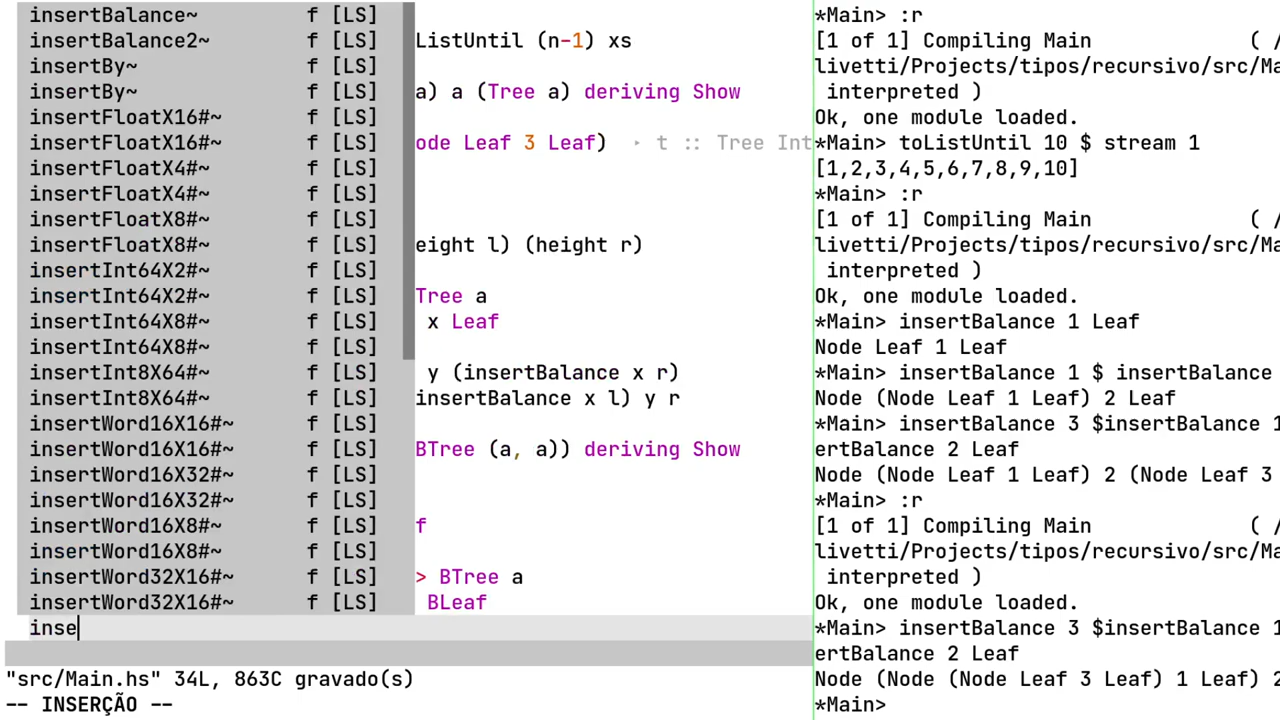 insertBalance~ f [LS]
insertBalance2~ f [LS] ListUntil (n-1) xs
insertBy~ f [LS]
insertBy~ f [LS] a) a (Tree a) deriving Show
insertFloatX16#~ f [LS]
insertFloatX16#~ f [LS] ode Leaf 3 Leaf) ‣ t :: Tree Int
insertFloatX4#~ f [LS]
insertFloatX4#~ f [LS]
insertFloatX8#~ f [LS]
insertFloatX8#~ f [LS] eight l) (height r)
insertInt64X2#~ f [LS]
insertInt64X2#~ f [LS] Tree a
insertInt64X8#~ f [LS] x Leaf
insertInt64X8#~ f [LS]
insertInt8X64#~ f [LS] y (insertBalance x r)
insertInt8X64#~ f [LS] insertBalance x l) y r
insertWord16X16#~ f [LS]
insertWord16X16#~ f [LS] BTree (a, a)) deriving Show
insertWord16X32#~ f [LS]
insertWord16X32#~ f [LS]
insertWord16X8#~ f [LS] f
insertWord16X8#~ f [LS]
insertWord32X16#~ f [LS] > BTree a
insertWord32X16#~ f [LS] BLeaf
inse
"src/Main.hs" 34L, 863C gravado(s)
-- INSERÇÃO --
*Main> :r
[1 of 1] Compiling Main ( /
livetti/Projects/tipos/recursivo/src/Ma
interpreted )
Ok, one module loaded.
*Main> toListUntil 10 $ stream 1
[1,2,3,4,5,6,7,8,9,10]
*Main> :r
[1 of 1] Compiling Main ( /
livetti/Projects/tipos/recursivo/src/Ma
interpreted )
Ok, one module loaded.
*Main> insertBalance 1 Leaf
Node Leaf 1 Leaf
*Main> insertBalance 1 $ insertBalance
Node (Node Leaf 1 Leaf) 2 Leaf
*Main> insertBalance 3 $insertBalance 1
ertBalance 2 Leaf
Node (Node Leaf 1 Leaf) 2 (Node Leaf 3
*Main> :r
[1 of 1] Compiling Main ( /
livetti/Projects/tipos/recursivo/src/Ma
interpreted )
Ok, one module loaded.
*Main> insertBalance 3 $insertBalance 1
ertBalance 2 Leaf
Node (Node (Node Leaf 3 Leaf) 1 Leaf) 2
*Main>